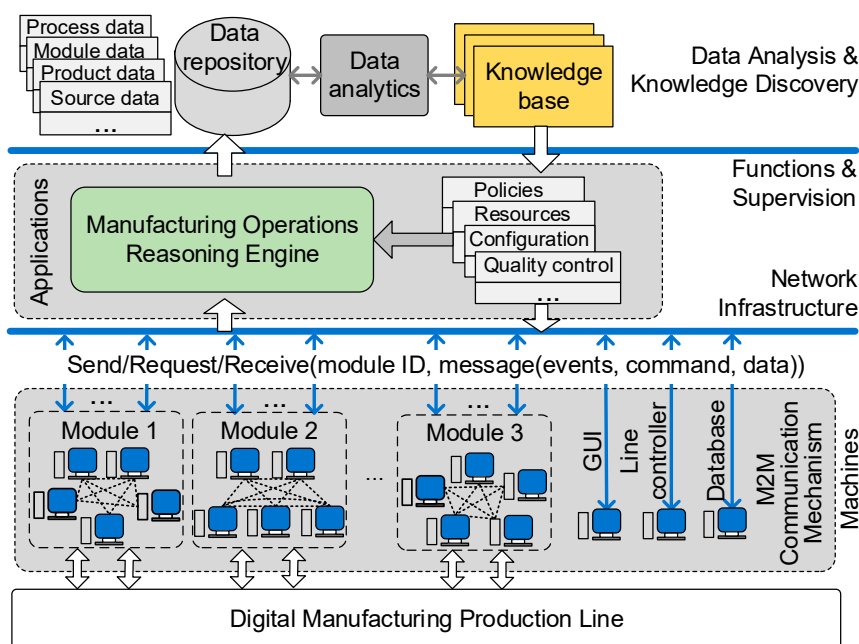 Process data
Module data
Product data
Source data
...
Data
repository
Data
analytics
Knowledge
base
Data Analysis &
Knowledge Discovery
Applications
Manufacturing Operations
Reasoning Engine
Policies
Resources
Configuration
Quality control
...
Functions &
Supervision
Network
Infrastructure
Send/Request/Receive(module ID, message(events, command, data))
...
...
...
Module 1
Module 2
...
Module 3
GUI
Line
controller
Database
M2M
Communication
Mechanism
Machines
Digital Manufacturing Production Line